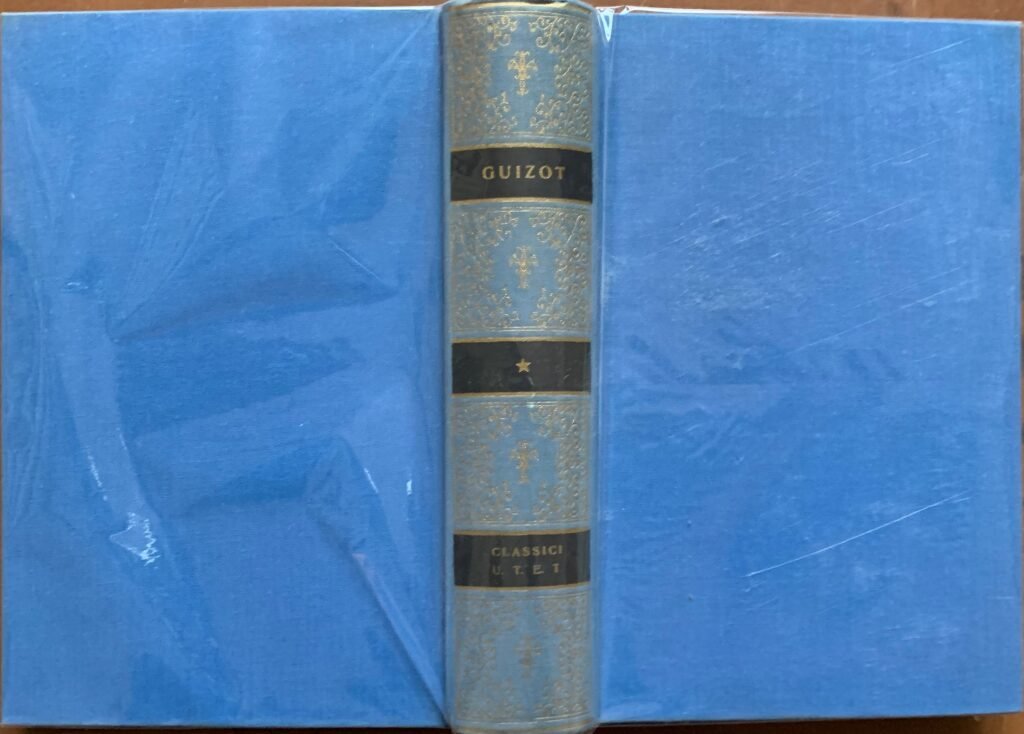 GUIZOT
CLASSICI
U. T. E. T